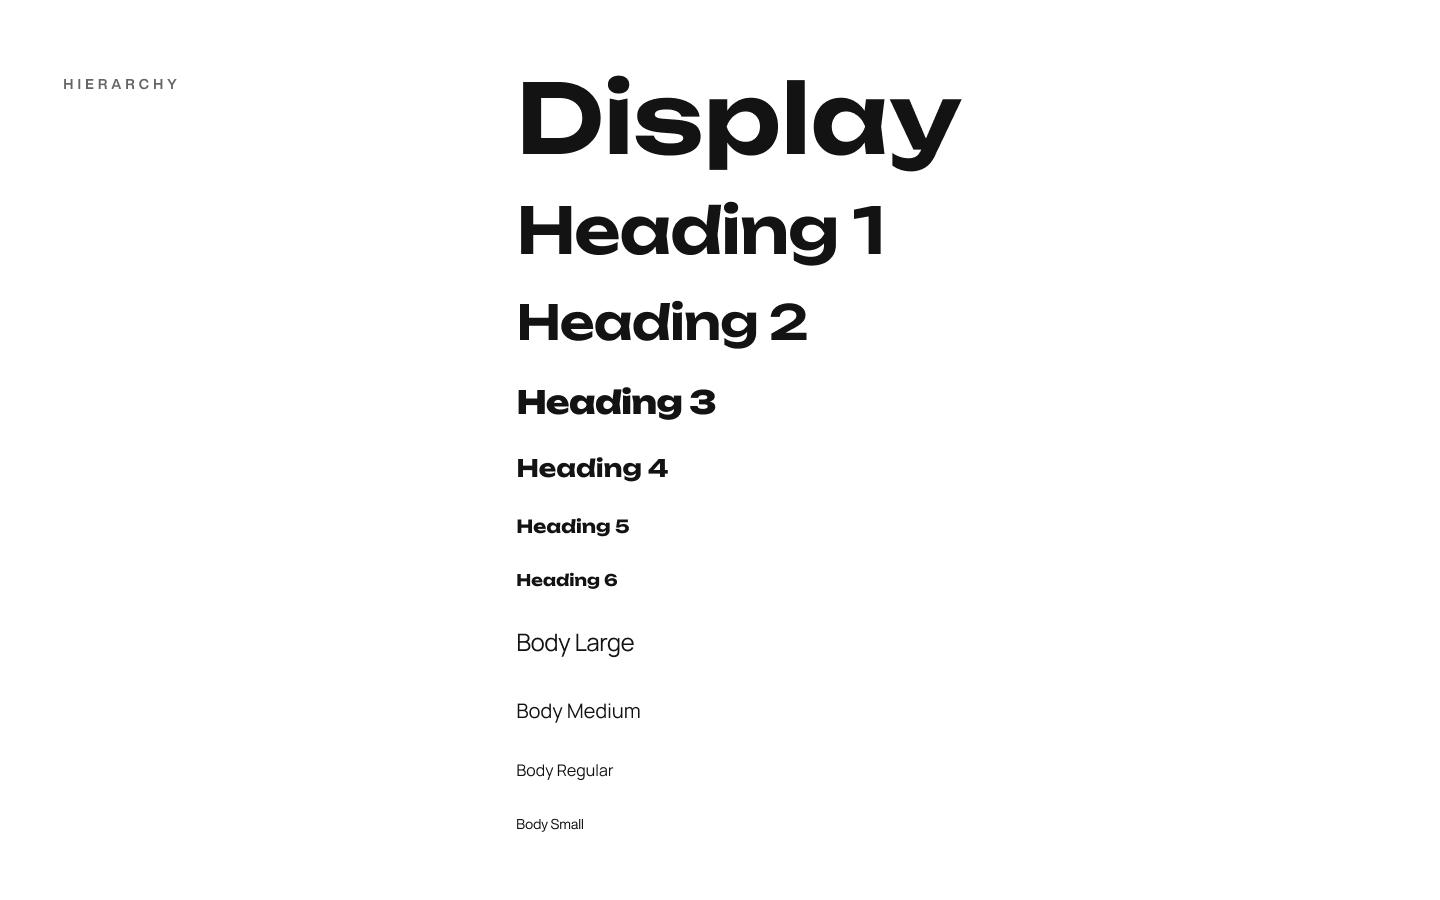 HIERARCHY
Display
Heading 1
Heading 2
Heading 3
Heading 4
Heading 5
Heading 6
Body Large
Body Medium
Body Regular
Body Small